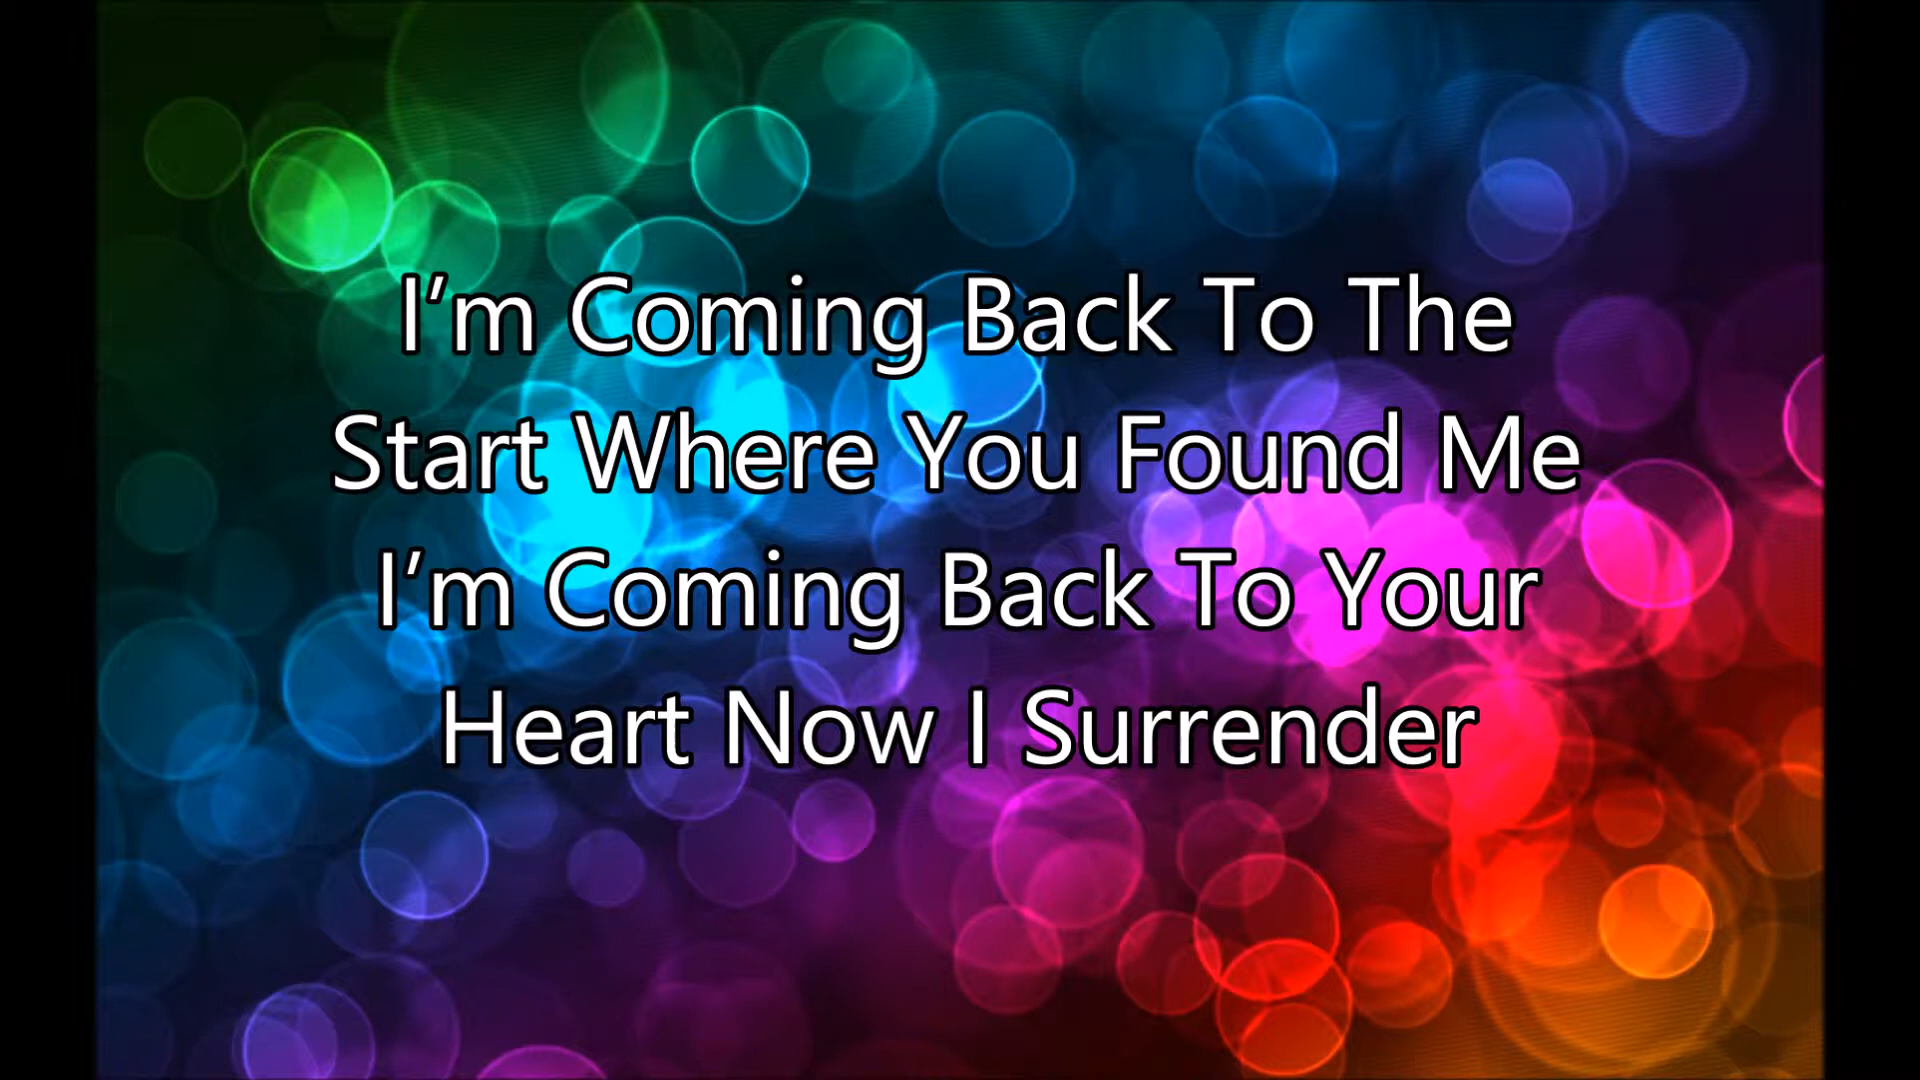 I’m Coming Back To The
Start Where You Found Me
I’m Coming Back To Your
Heart Now I Surrender